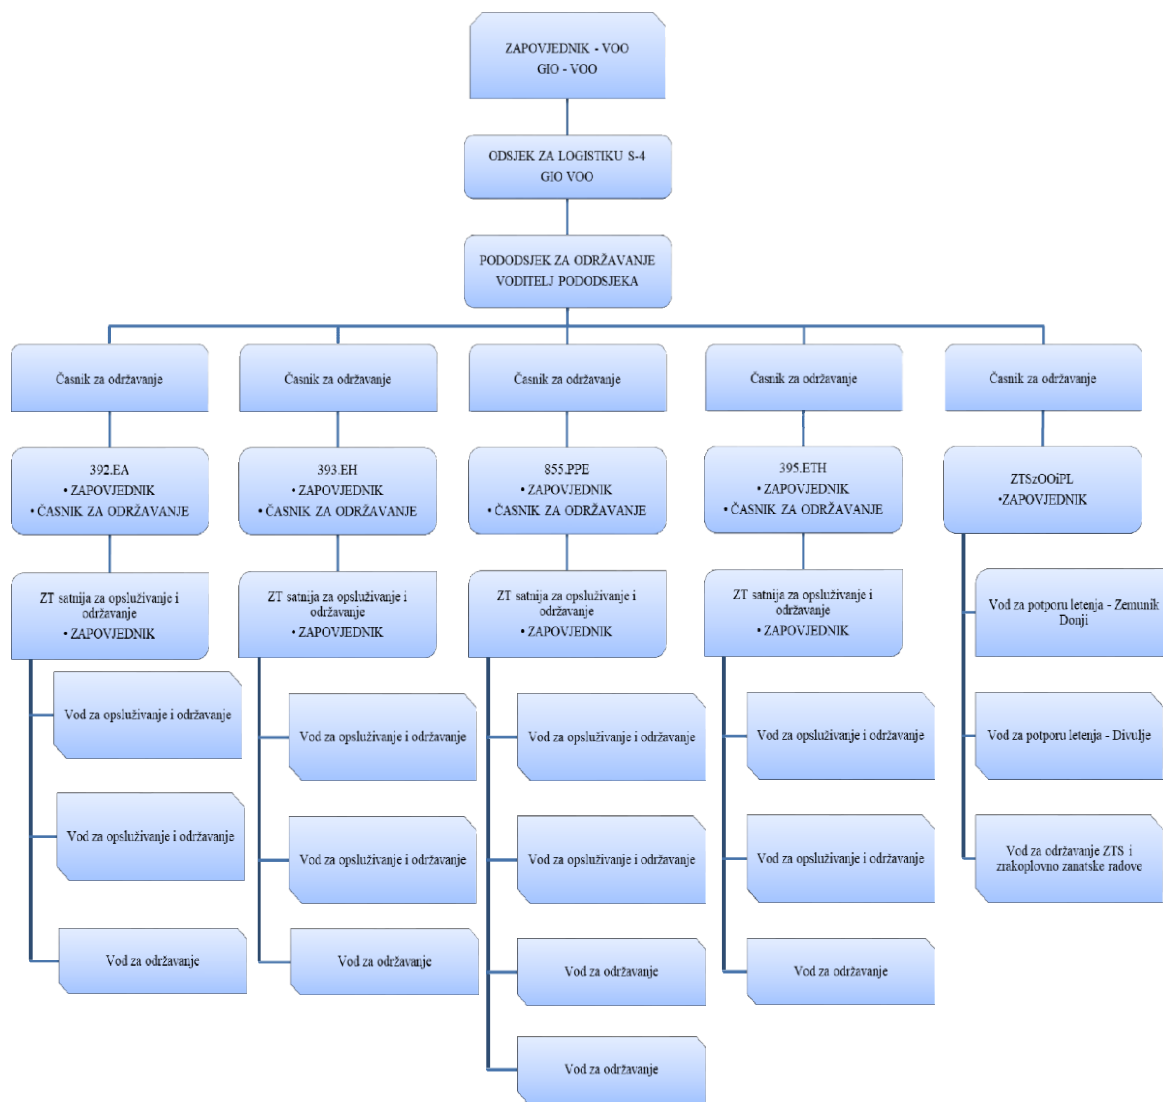 ZAPOVJEDNIK - VOO
GIO - VOO
ODSJEK ZA LOGISTIKU S-4
GIO VOO
PODODSJEK ZA ODRŽAVANJE
VODITELJ PODODSJEKA
Časnik za održavanje
Časnik za održavanje
Časnik za održavanje
Časnik za održavanje
Časnik za održavanje
392.EA
• ZAPOVJEDNIK
• ČASNIK ZA ODRŽAVANJE
393.EH
• ZAPOVJEDNIK
• ČASNIK ZA ODRŽAVANJE
855.PPE
• ZAPOVJEDNIK
• ČASNIK ZA ODRŽAVANJE
395.ETH
• ZAPOVJEDNIK
• ČASNIK ZA ODRŽAVANJE
ZTSzOOiPL
•ZAPOVJEDNIK
ZT satnija za opsluživanje i
održavanje
• ZAPOVJEDNIK
ZT satnija za opsluživanje i
održavanje
• ZAPOVJEDNIK
ZT satnija za opsluživanje i
održavanje
• ZAPOVJEDNIK
ZT satnija za opsluživanje i
održavanje
• ZAPOVJEDNIK
Vod za potporu letenja - Zemunik
Donji
Vod za opsluživanje i održavanje
Vod za opsluživanje i održavanje
Vod za opsluživanje i održavanje
Vod za opsluživanje i održavanje
Vod za potporu letenja - Divulje
Vod za opsluživanje i održavanje
Vod za opsluživanje i održavanje
Vod za opsluživanje i održavanje
Vod za opsluživanje i održavanje
Vod za održavanje ZTS i
zrakoplovno zanatske radove
Vod za održavanje
Vod za održavanje
Vod za održavanje
Vod za održavanje
Vod za održavanje